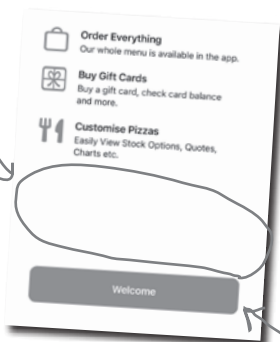 Order Everything
Our whole menu is available in the app.
Buy Gift Cards
Buy a gift card, check card balance
and more.
Customise Pizzas
Easily View Stock Options, Quotes,
Charts etc.
Welcome